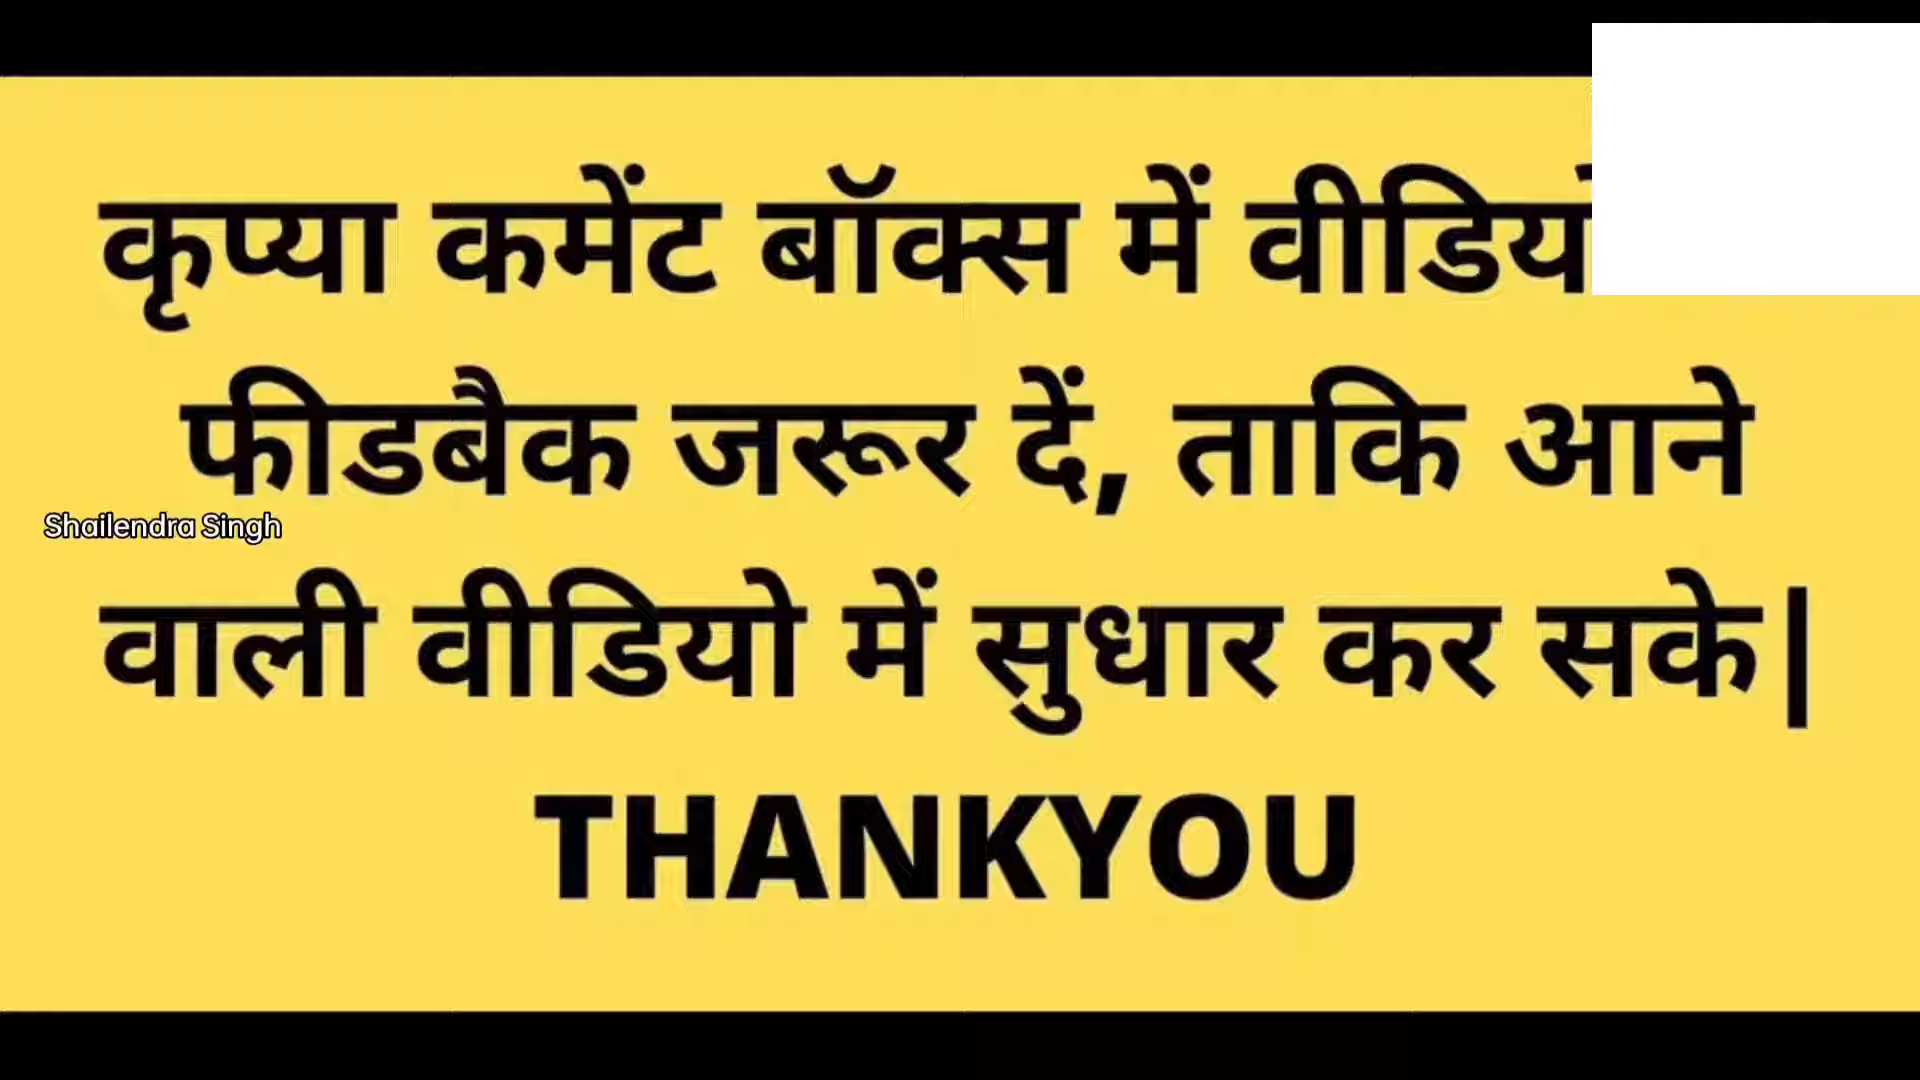 कृप्या कमेंट बॉक्स में वीडियो
फीडबैक जरूर दें, ताकि आने
Shailendra Singh
वाली वीडियो में सुधार कर सके|
THANKYOU